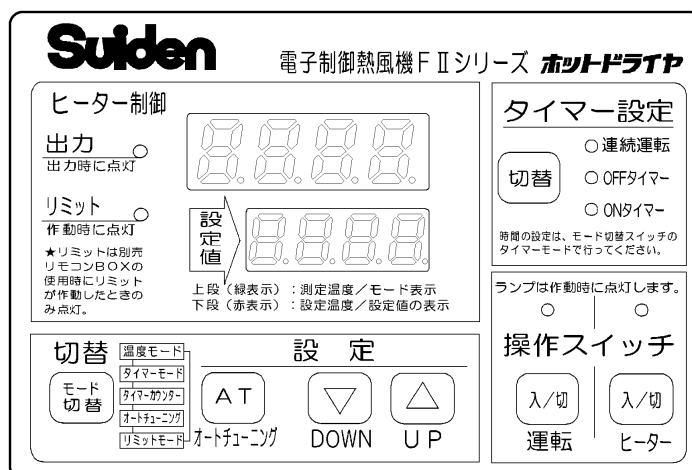 Suiden
電子制御熱風機FⅡシリーズ ホットドライヤ
ヒーター制御
出力
出力時に点灯
リミット
作動時に点灯
★リミットは別売
リモコンBOXの
使用時にリミット
が作動したときの
み点灯。
設定値
上段(緑表示):測定温度/モード表示
下段(赤表示):設定温度/設定値の表示
タイマー設定
切替
連続運転
OFFタイマー
ONタイマー
時間の設定は、モード切替スイッチの
タイマーモードで行ってください。
切替
モード
切替
温度モード
タイマーモード
タイマーカウンター
オートチューニング
リミットモード
設定
AT
オートチューニング
DOWN
UP
ランプは作動時に点灯します。
操作スイッチ
入/切
運転
入/切
ヒーター